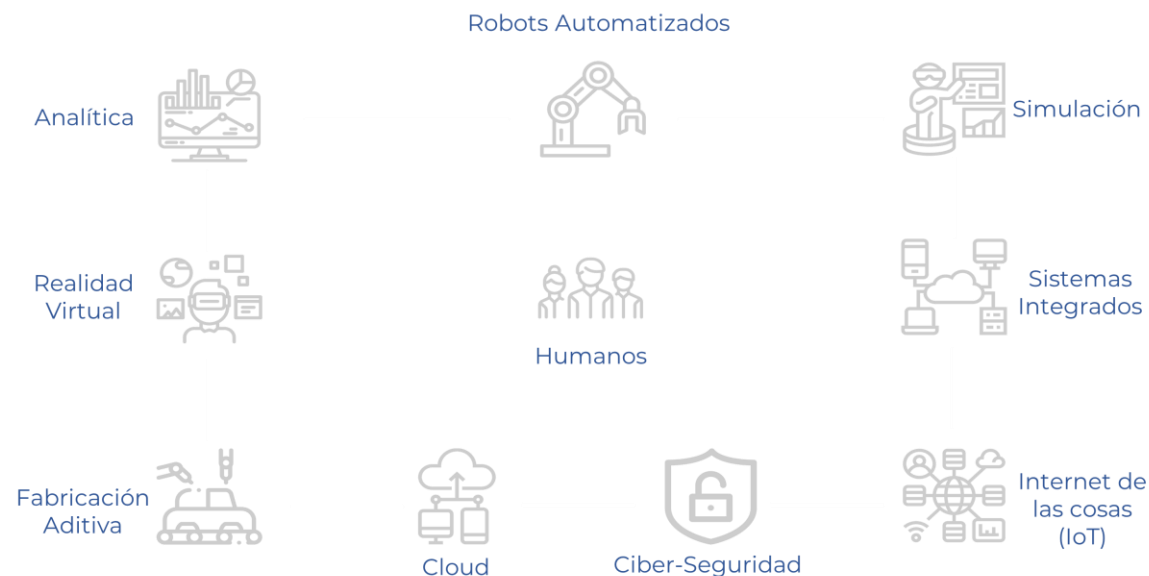 Robots Automatizados
Analítica
Simulación
Realidad
Virtual
Humanos
Sistemas
Integrados
Fabricación
Aditiva
Cloud
Ciber-Seguridad
Internet de
las cosas
(IoT)